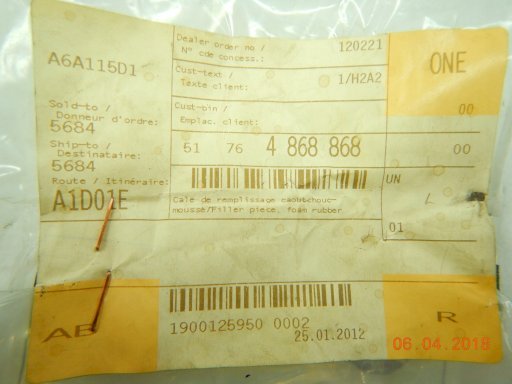 A6A115D1
Dealer order no /
N° cde concess.:
120221
ONE
Cust-text /
Texte client:
1/H2A2
Sold-to /
Donneur d'ordre:
5684
Cust-bin /
Emplac. client:
00
Ship-to /
Destinataire:
5684
51 76 4 868 868
00
Route / Itinéraire:
A1D01E
UN
Cale de remplissage caoutchouc-
mousse/Filler piece, foam rubber
L
01
AB
1900125950 0002
25.01.2012
R
06.04.2018